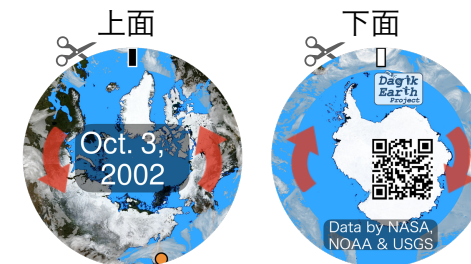 上面
下面
Oct. 3,
2002
Dagik
Earth
Project
Data by NASA,
NOAA & USGS